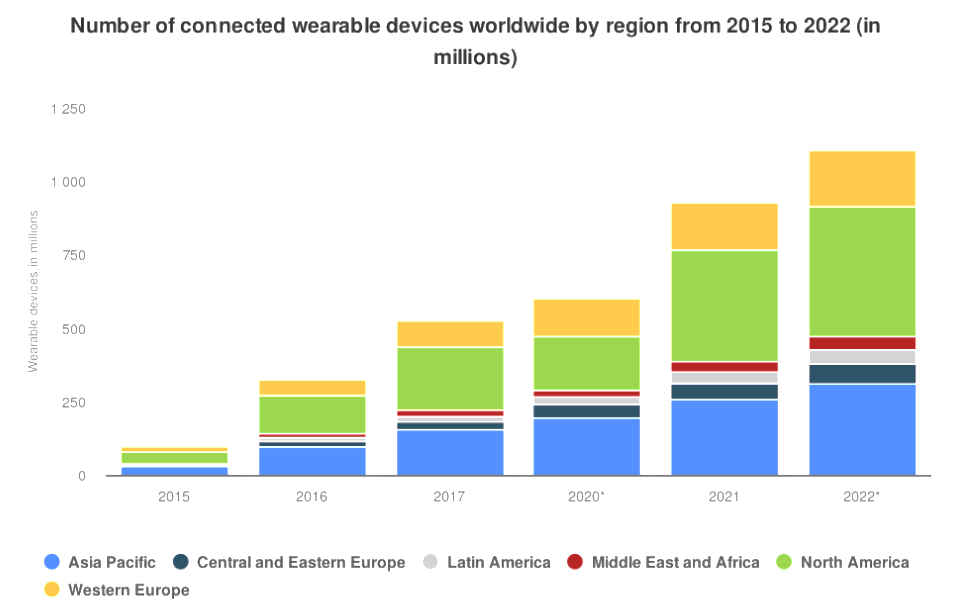 Number of connected wearable devices worldwide by region from 2015 to 2022 (in
millions)
1 250
1 000
750
500
250
0
Wearable devices in millions
2015 2016 2017 2020* 2021 2022*
Asia Pacific Central and Eastern Europe Latin America Middle East and Africa North America
Western Europe